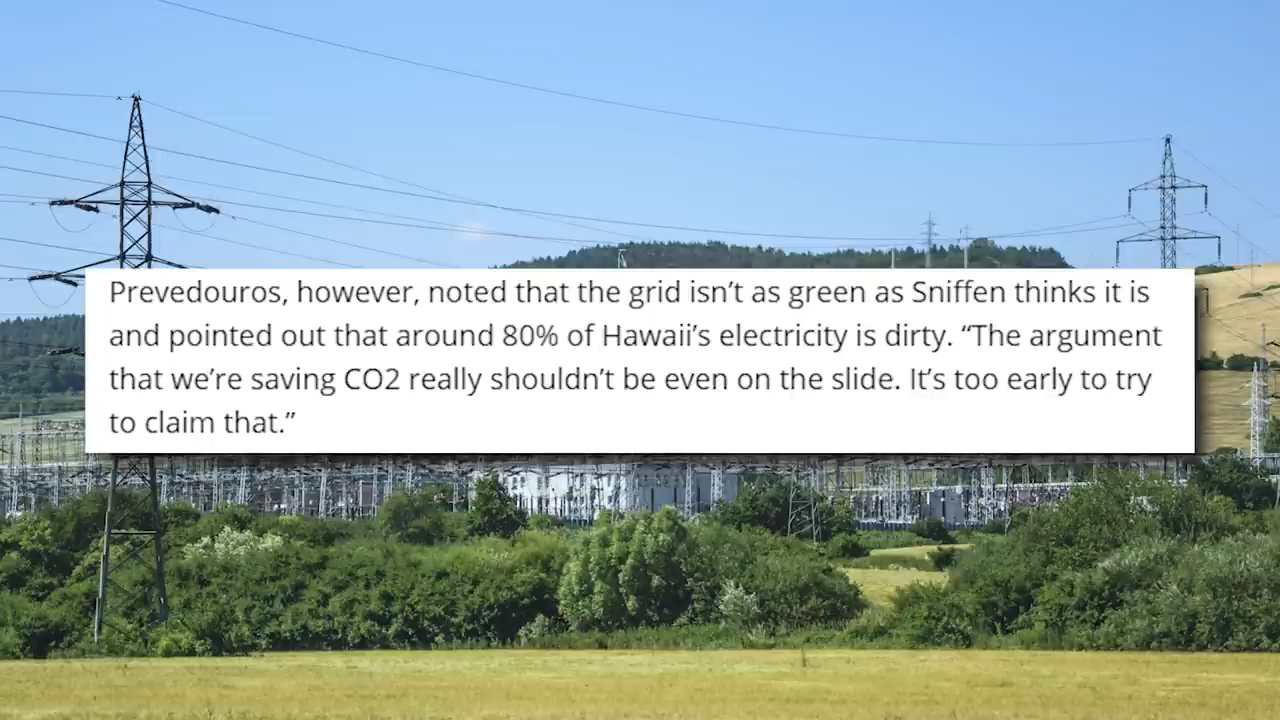 Prevedouros, however, noted that the grid isn’t as green as Sniffen thinks it is
and pointed out that around 80% of Hawaii’s electricity is dirty. “The argument
that we’re saving CO2 really shouldn’t be even on the slide. It’s too early to try
to claim that.”